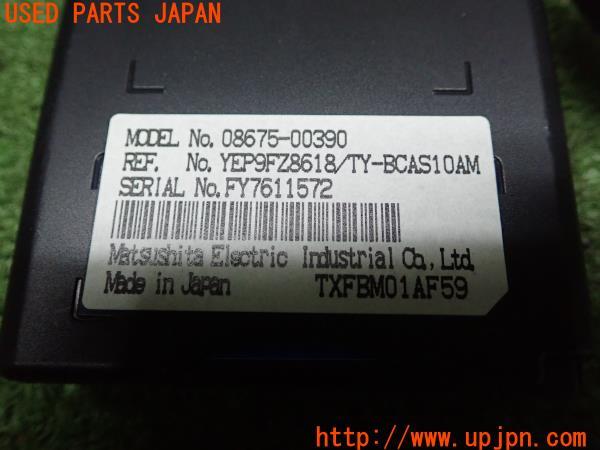 USED PARTS JAPAN
MODEL No. 08675-00390
REF. No. YEP9FZ8618/TY-BCAS10AM
SERIAL No.FY7611572
Matsushita Electric Industrial Co., Ltd.
Made in Japan TXFBM01AF59
UPJ http://www.upjpn.com